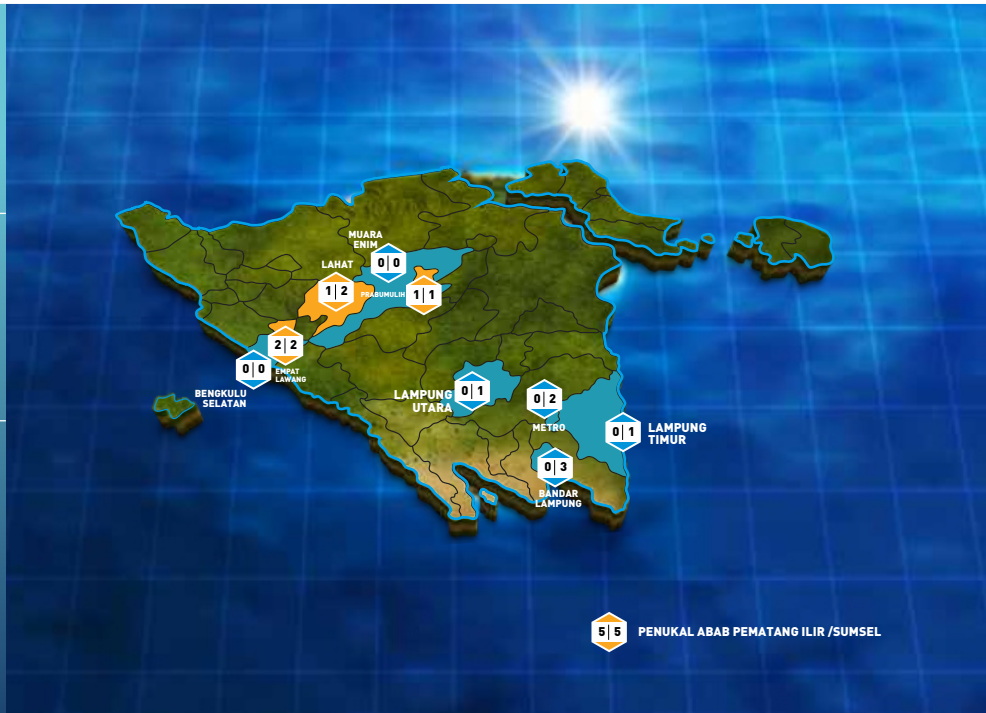 MUARA
ENIM
0|0
LAHAT
1|2
PRABUMULIH
1|1
2|2
EMPAT
LAWANG
0|0
BENGKULU
SELATAN
LAMPUNG
UTARA
0|1
0|2
METRO
0|1
LAMPUNG
TIMUR
0|3
BANDAR
LAMPUNG
5|5
PENUKAL ABAB PEMATANG ILIR /SUMSEL